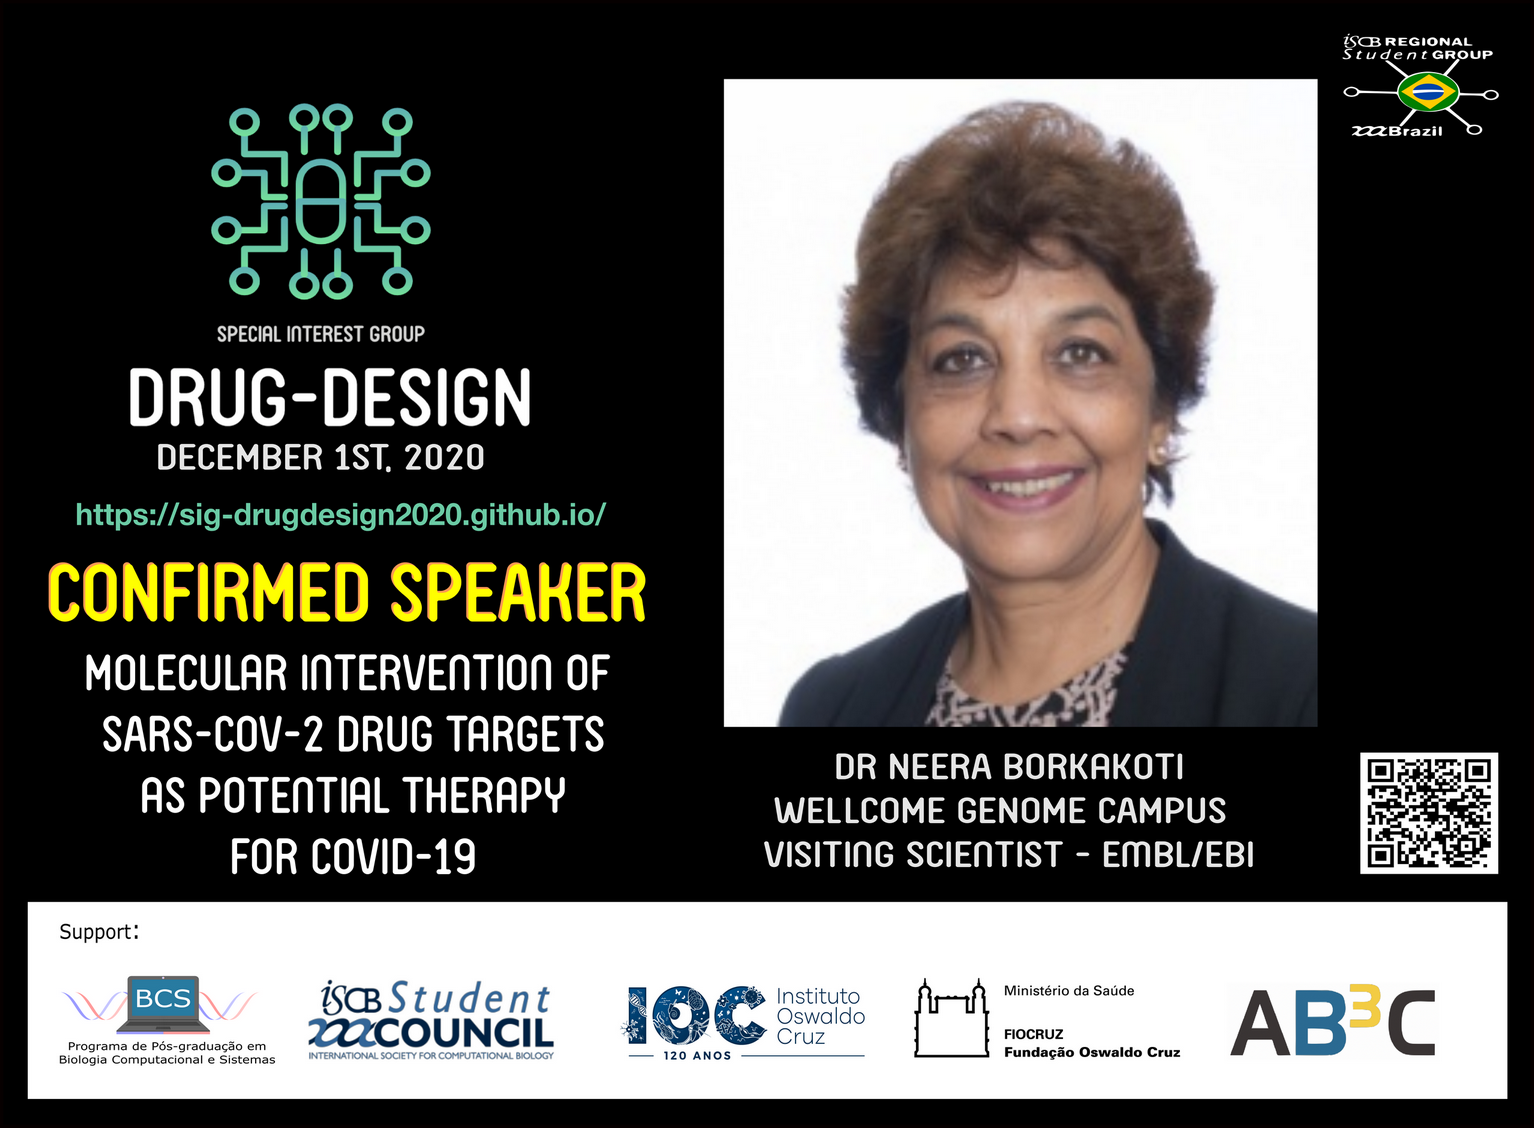 iSCB REGIONAL
Student GROUP
Brazil
SPECIAL INTEREST GROUP
DRUG-DESIGN
DECEMBER 1ST, 2020
https://sig-drugdesign2020.github.io/
CONFIRMED SPEAKER
MOLECULAR INTERVENTION OF
SARS-COV-2 DRUG TARGETS
AS POTENTIAL THERAPY
FOR COVID-19
DR NEERA BORKAKOTI
WELLCOME GENOME CAMPUS
VISITING SCIENTIST - EMBL/EBI
Support:
BCS
Programa de Pós-graduação em
Biologia Computacional e Sistemas
iSCB Student
COUNCIL
INTERNATIONAL SOCIETY FOR COMPUTATIONAL BIOLOGY
IOC
Instituto
Oswaldo
Cruz
120 ANOS
Ministério da Saúde
FIOCRUZ
Fundação Oswaldo Cruz
AB3C